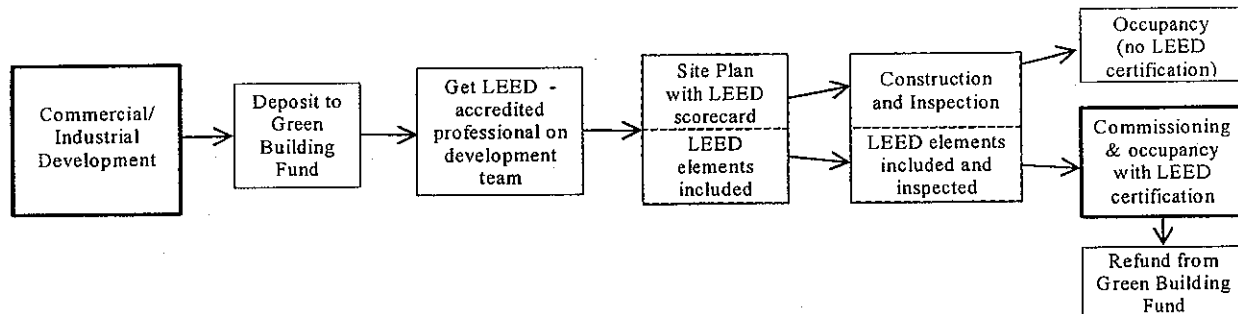 Commercial/
Industrial
Development
Deposit to
Green
Building
Fund
Get LEED -
accredited
professional on
development
team
Site Plan
with LEED
scorecard
LEED
elements
included
Construction
and Inspection
LEED elements
included and
inspected
Occupancy
(no LEED
certification)
Commissioning
& occupancy
with LEED
certification
Refund from
Green Building
Fund